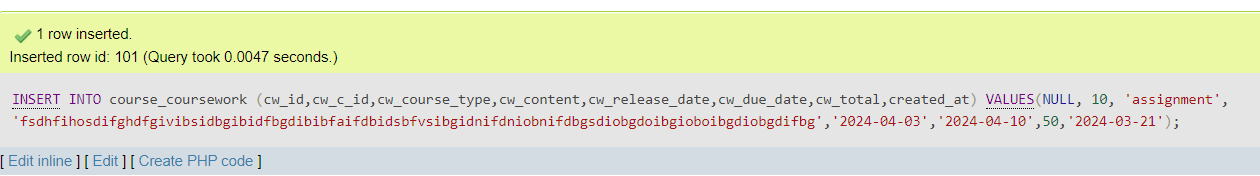 1 row inserted.
Inserted row id: 101 (Query took 0.0047 seconds.)
INSERT INTO course_coursework (cw_id,cw_c_id,cw_course_type,cw_content,cw_release_date,cw_due_date,cw_total,created_at) VALUES(NULL, 10, 'assignment',
'fsdhfihosdifghdfgivibsidbgibidfbgdibibfaifdbidsbfvsibgidnifdniobnifdbgsdiobgdoibgioboibgdiobgdifbg','2024-04-03','2024-04-10',50,'2024-03-21');
[ Edit inline ] [ Edit ] [ Create PHP code ]